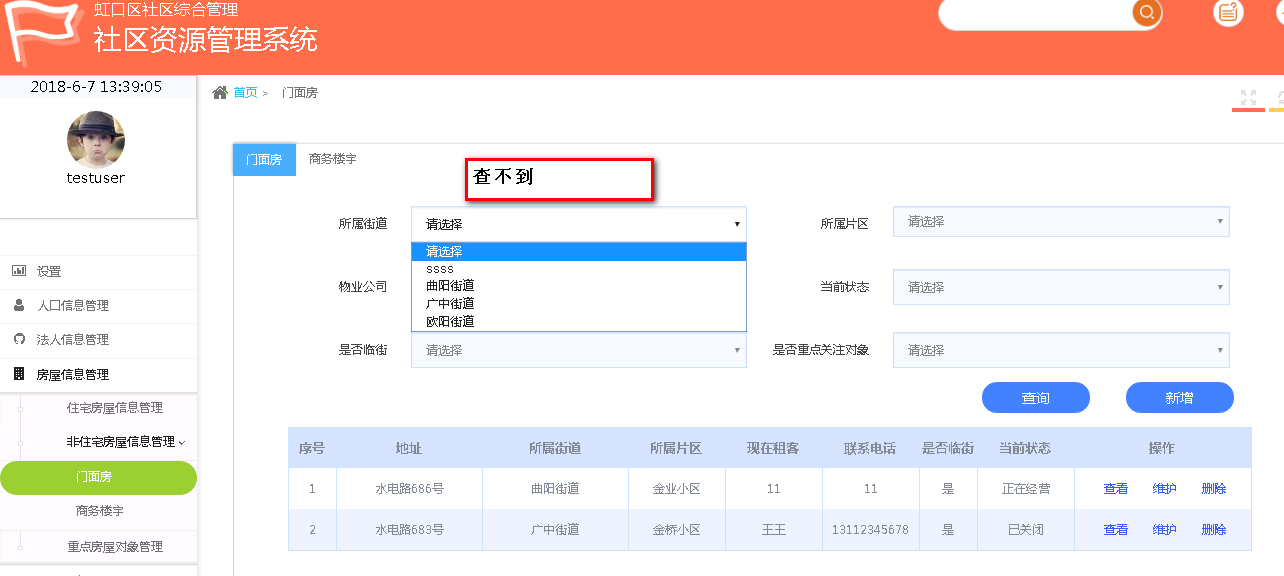 虹口区社区综合管理
社区资源管理系统
2018-6-7 13:39:05
testuser
首页 > 门面房
门面房 商务楼宇
查不到
所属街道 请选择 所属片区 请选择
请选择
ssss
曲阳街道
广中街道
欧阳街道
物业公司 当前状态 请选择
是否临街 请选择 是否重点关注对象 请选择
查询 新增
设置
人口信息管理
法人信息管理
房屋信息管理
住宅房屋信息管理
非住宅房屋信息管理
门面房
商务楼宇
重点房屋对象管理
序号 地址 所属街道 所属片区 现在租客 联系电话 是否临街 当前状态 操作
1 水电路686号 曲阳街道 金业小区 11 11 是 正在经营 查看 维护 删除
2 水电路683号 广中街道 金桥小区 王王 13112345678 是 已关闭 查看 维护 删除